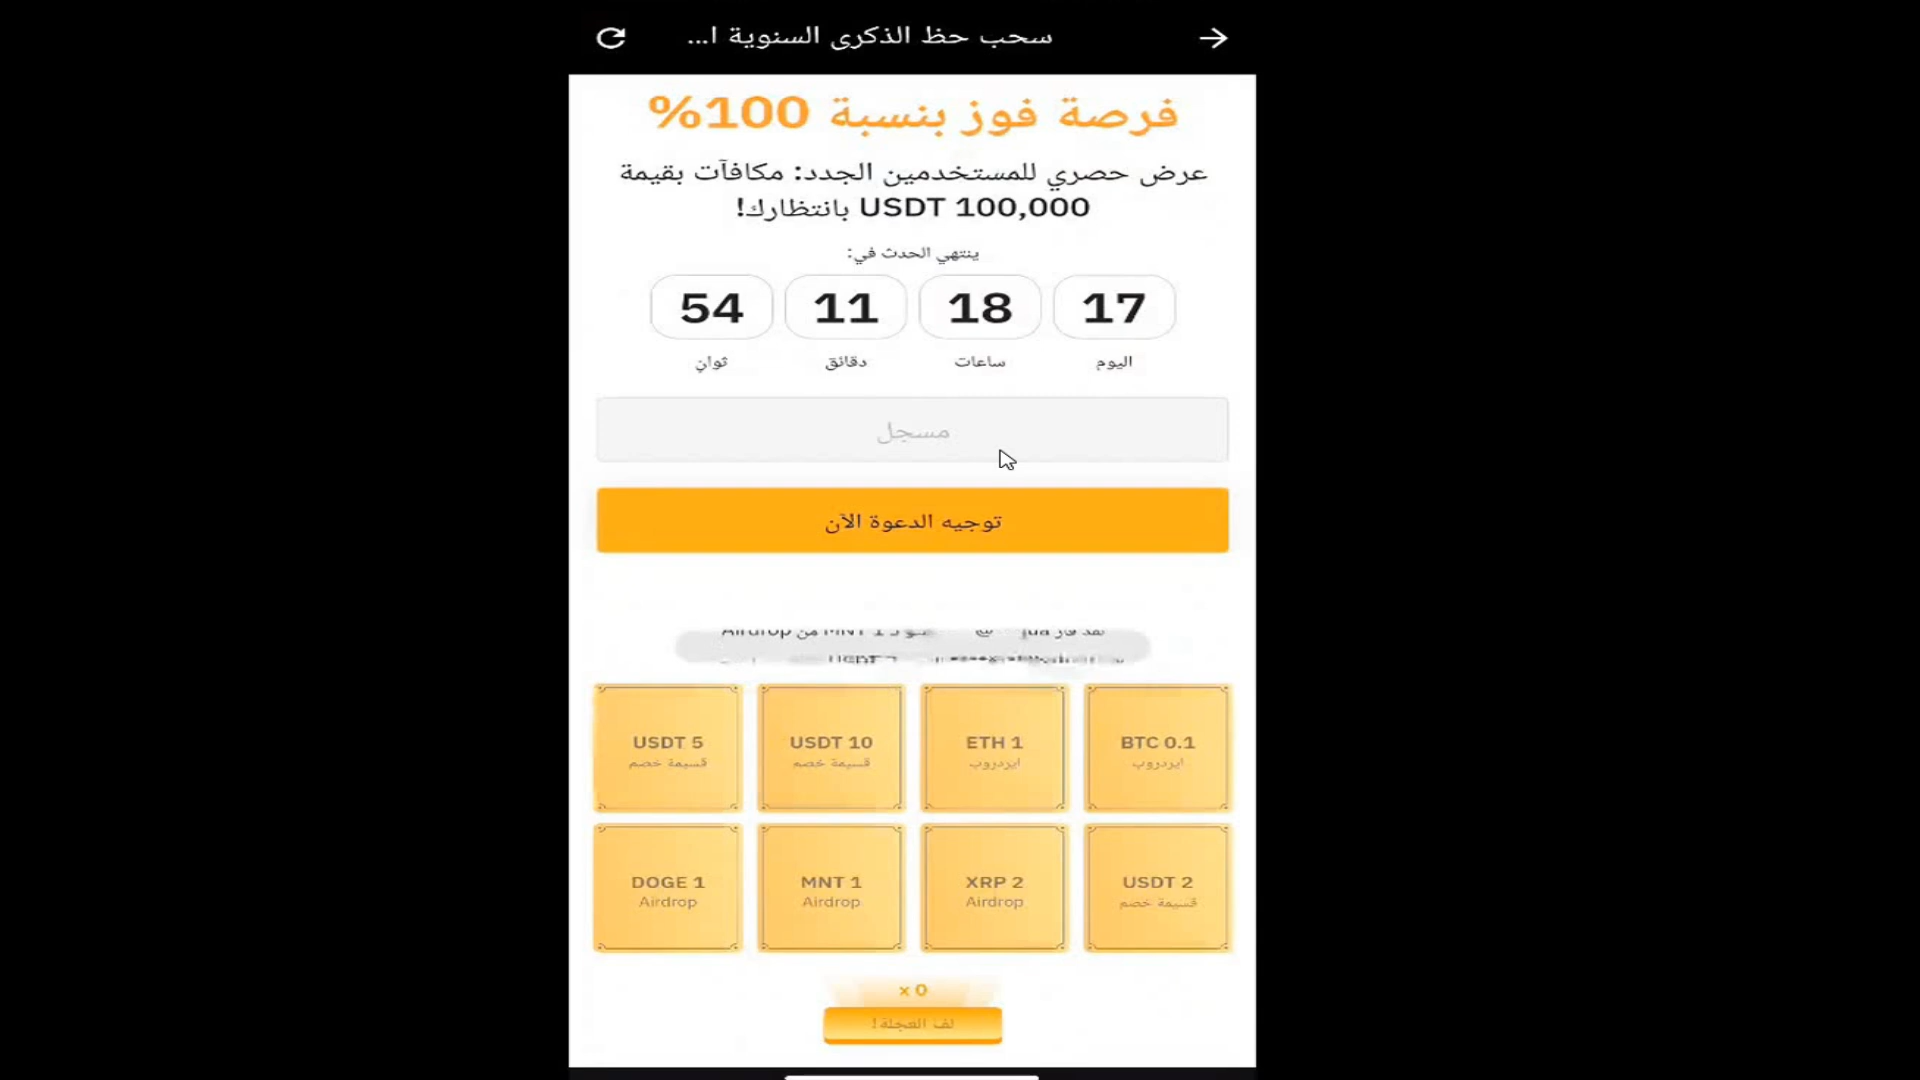 سحب حظ الذكرى السنوية ا...
فرصة فوز بنسبة 100%
عرض حصري للمستخدمين الجدد: مكافآت بقيمة
100,000 USDT بانتظارك!
ينتهي الحدث في:
17 18 11 54
اليوم ساعات دقائق ثوانٍ
مسجل
توجيه الدعوة الآن
BTC 0.1 ETH 1 USDT 10 USDT 5
ايردروب ايردروب قسيمة خصم قسيمة خصم
USDT 2 XRP 2 MNT 1 DOGE 1
قسيمة خصم Airdrop Airdrop Airdrop
x 0
لف العجلة!